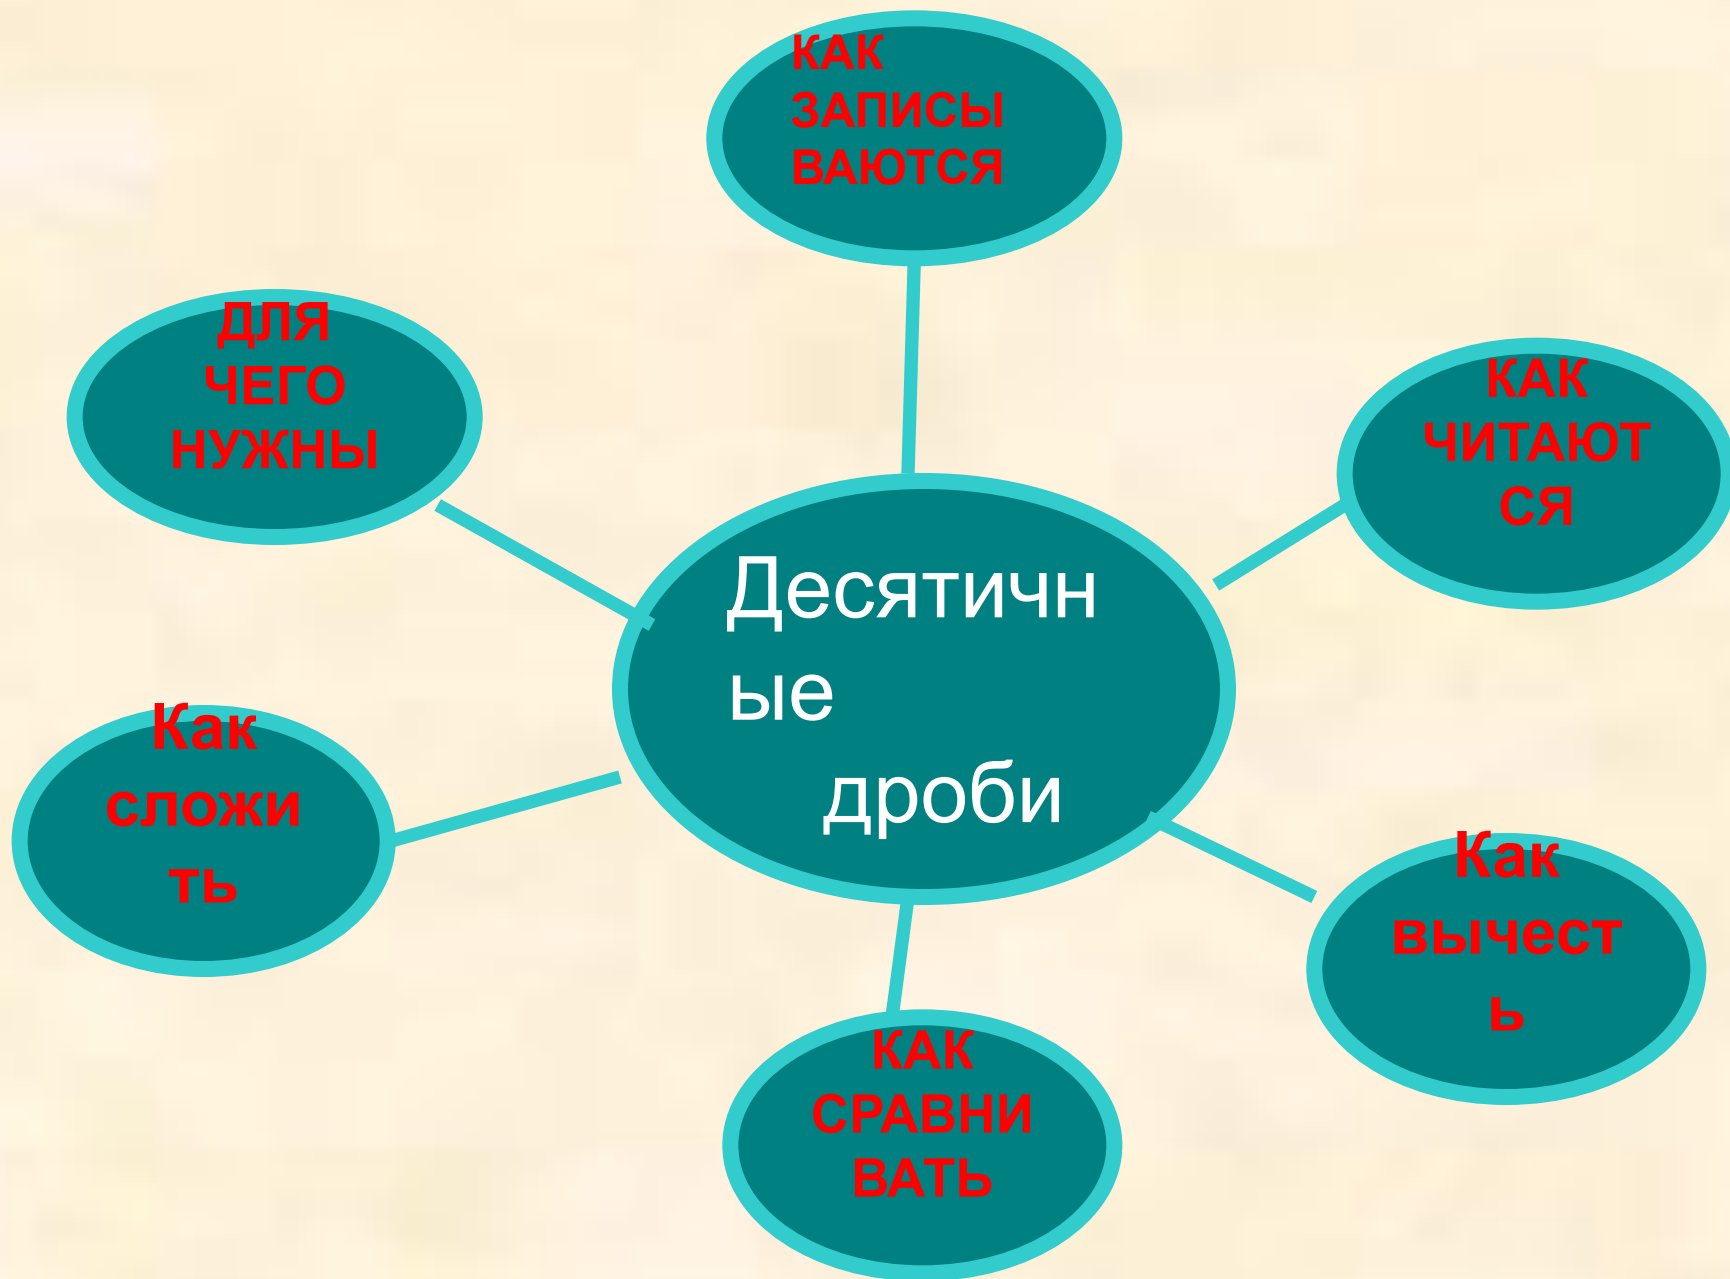 КАК
ЗАПИСЫ
ВАЮТСЯ
ДЛЯ
ЧЕГО
НУЖНЫ
КАК
ЧИТАЮТ
СЯ
Десятичн
ые
дроби
Как
сложи
ть
Как
вычест
ь
КАК
СРАВНИ
ВАТЬ